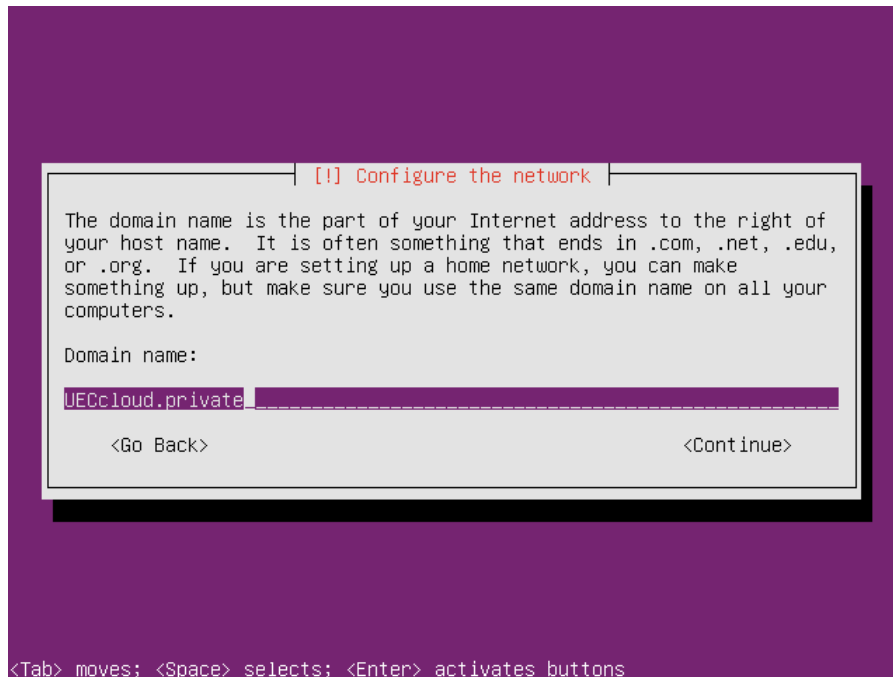 [!] Configure the network
The domain name is the part of your Internet address to the right of
your host name.  It is often something that ends in .com, .net, .edu,
or .org.  If you are setting up a home network, you can make
something up, but make sure you use the same domain name on all your
computers.
Domain name:
UECcloud.private
<Go Back> <Continue>
<Tab> moves; <Space> selects; <Enter> activates buttons